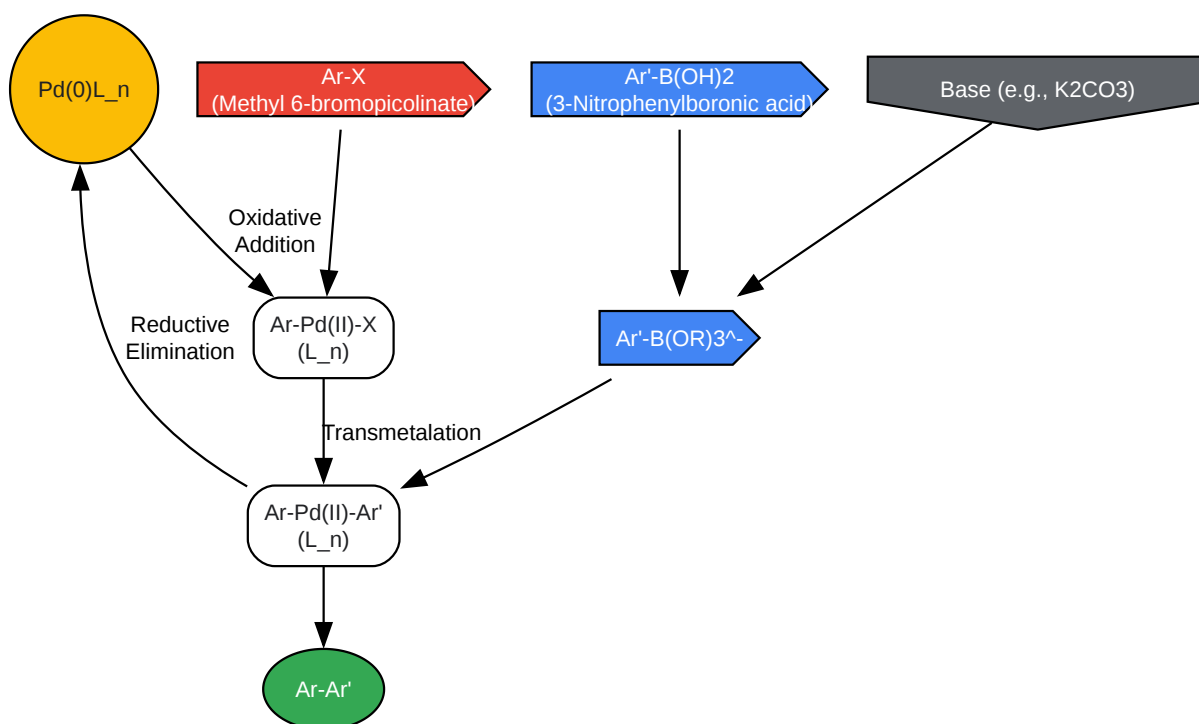 Pd(0)L_n
Ar-X
(Methyl 6-bromopicolinate)
Ar'-B(OH)2
(3-Nitrophenylboronic acid)
Base (e.g., K2CO3)
Oxidative
Addition
Reductive
Elimination
Ar-Pd(II)-X
(L_n)
Ar'-B(OR)3^-
Transmetalation
Ar-Pd(II)-Ar'
(L_n)
Ar-Ar'